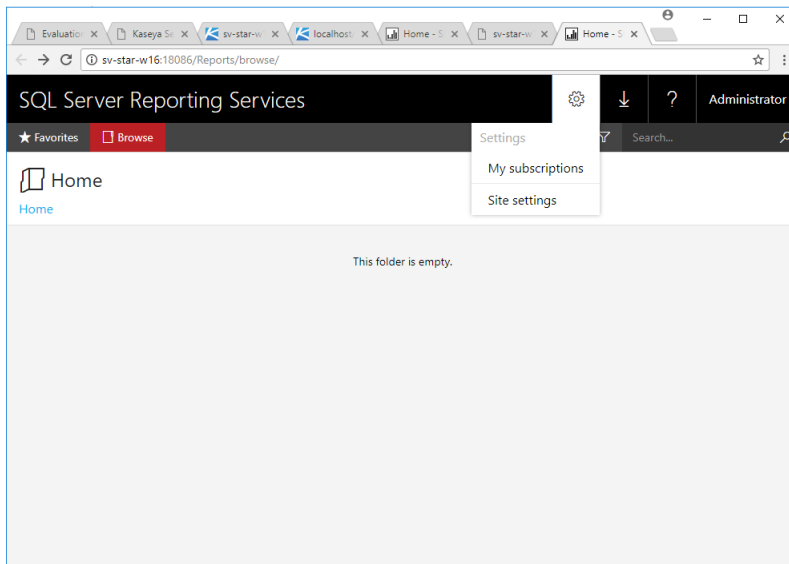 Evaluation
Kaseya Se
sv-star-w
localhost:
Home - S
sv-star-w
Home - S
sv-star-w16:18086/Reports/browse/
SQL Server Reporting Services
?
Administrator
Favorites
Browse
Settings
Search...
My subscriptions
Site settings
Home
Home
This folder is empty.